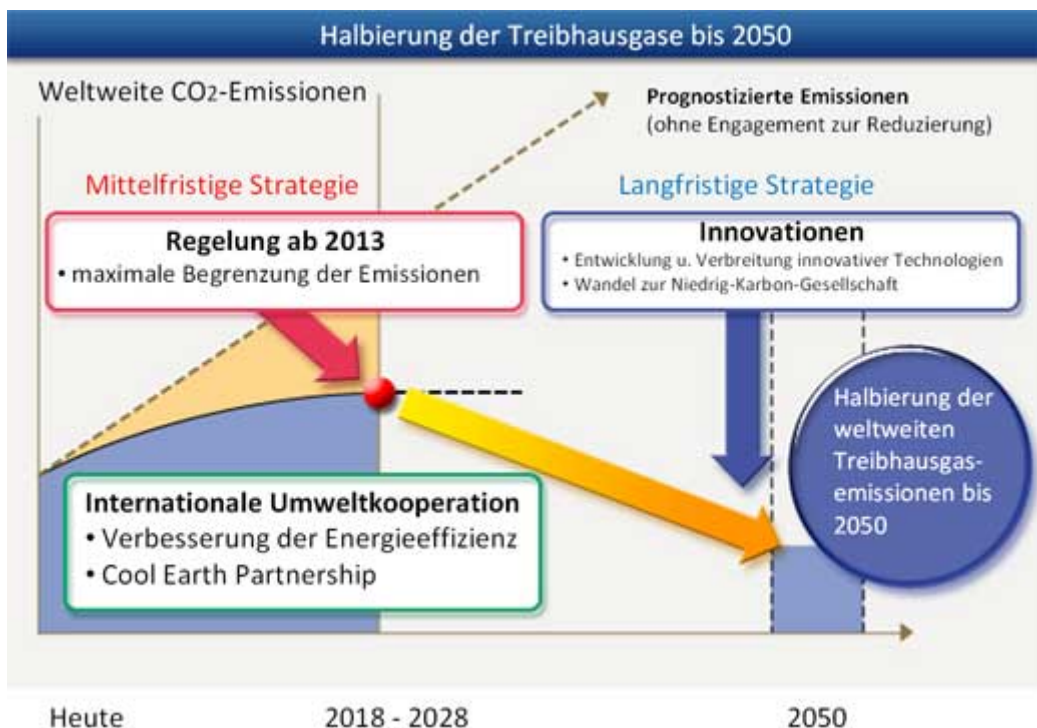 Halbierung der Treibhausgase bis 2050
Weltweite CO2-Emissionen
Prognostizierte Emissionen
(ohne Engagement zur Reduzierung)
Mittelfristige Strategie
Regelung ab 2013
• maximale Begrenzung der Emissionen
Langfristige Strategie
Innovationen
• Entwicklung u. Verbreitung innovativer Technologien
• Wandel zur Niedrig-Karbon-Gesellschaft
Internationale Umweltkooperation
• Verbesserung der Energieeffizienz
• Cool Earth Partnership
Halbierung der
weltweiten
Treibhausgas-
emissionen bis
2050
Heute
2018 - 2028
2050